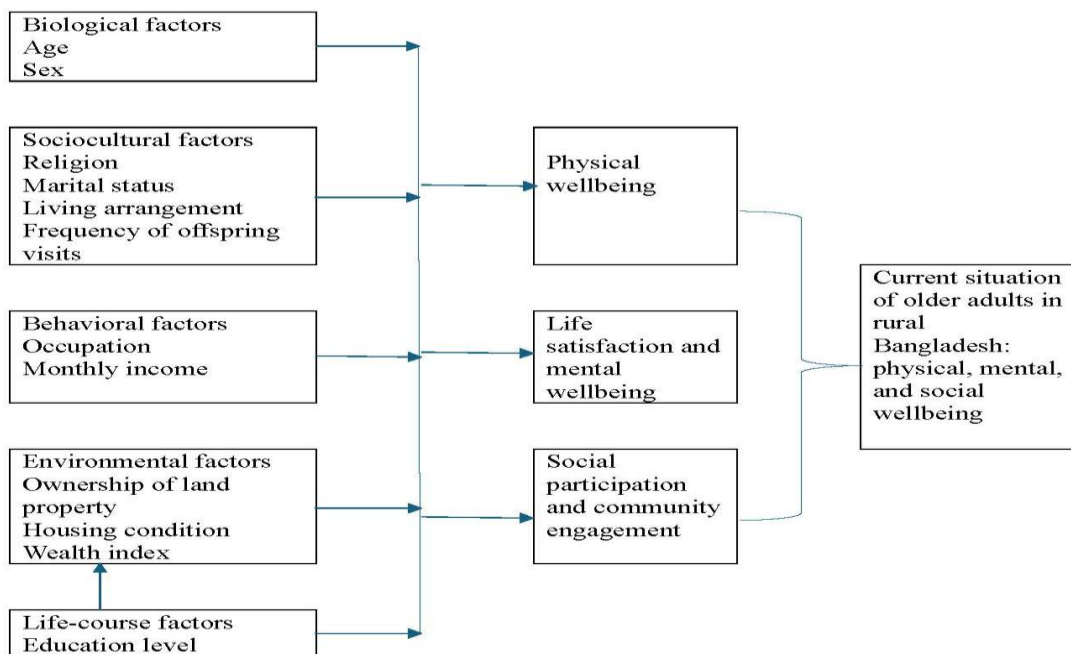 Biological factors
Age
Sex
Sociocultural factors
Religion
Marital status
Living arrangement
Frequency of offspring
visits
Behavioral factors
Occupation
Monthly income
Environmental factors
Ownership of land
property
Housing condition
Wealth index
Life-course factors
Education level
Physical
wellbeing
Life
satisfaction and
mental
wellbeing
Social
participation
and community
engagement
Current situation
of older adults in
rural
Bangladesh:
physical, mental,
and social
wellbeing